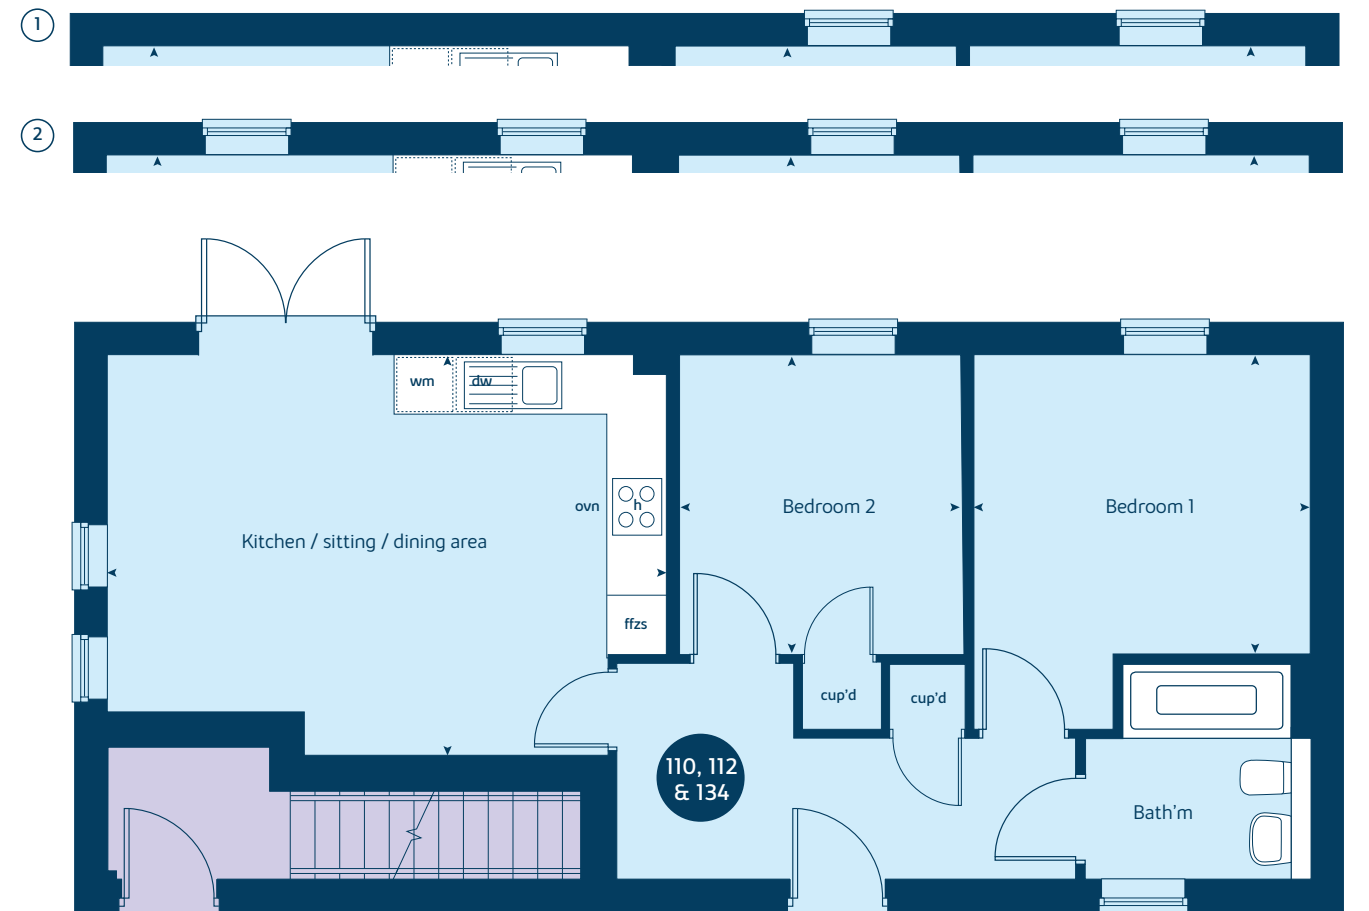 1
2
wm
dw
ovn
h
Bedroom 2
Bedroom 1
Kitchen / sitting / dining area
ffzs
cup'd
cup'd
110, 112
& 134
Bath'm